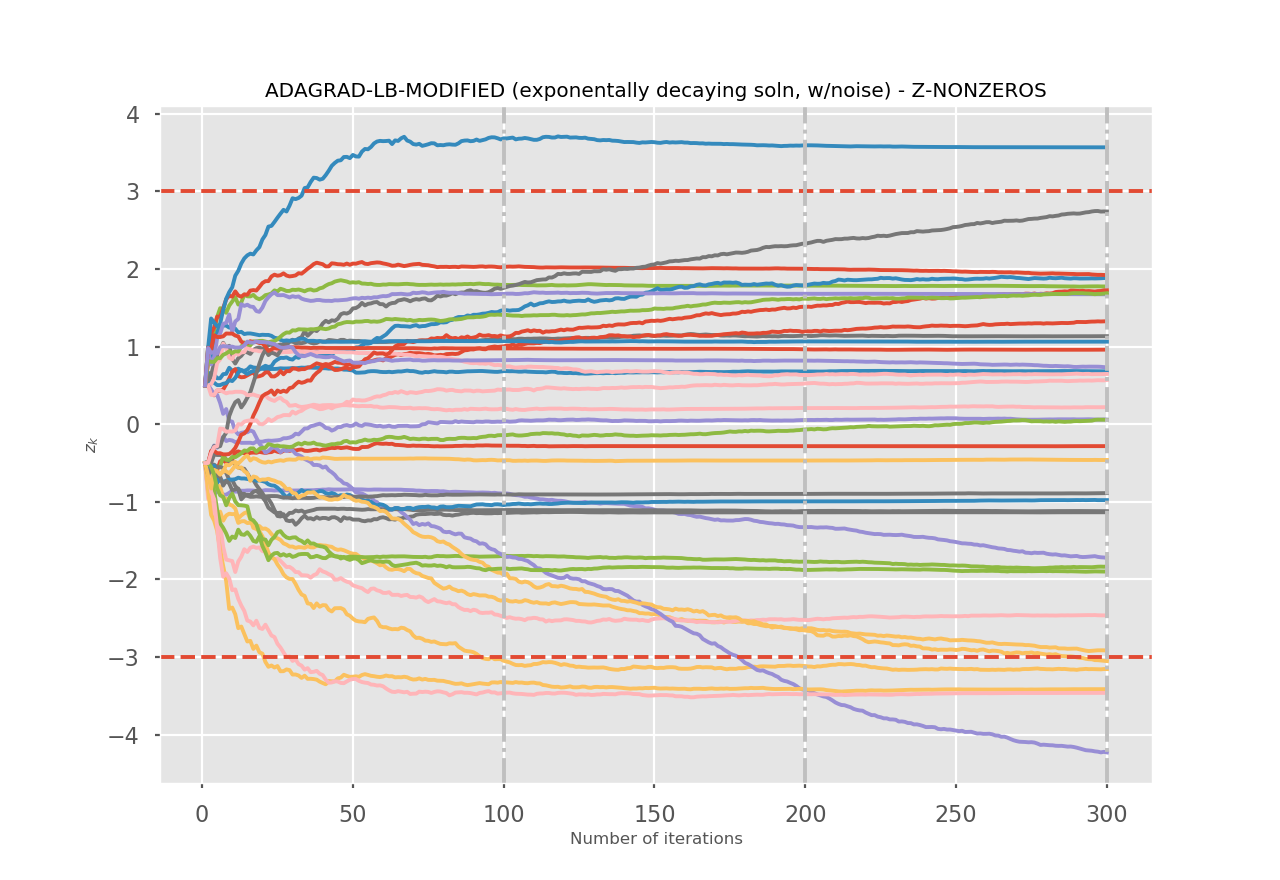 ADAGRAD-LB-MODIFIED (exponentially decaying soln, w/noise) - Z-NONZEROS
4
3
2
1
0
−1
−2
−3
−4
z_k
0 50 100 150 200 250 300
Number of iterations